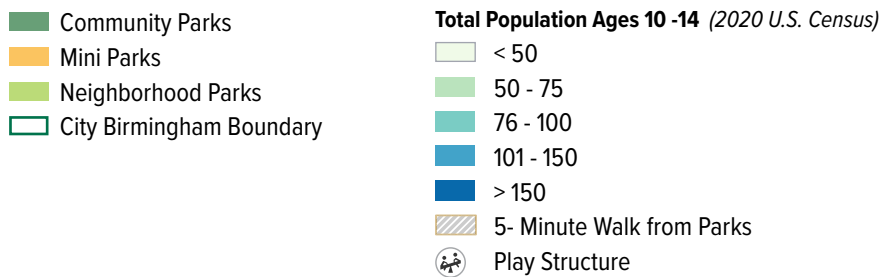 Community Parks
Mini Parks
Neighborhood Parks
City Birmingham Boundary
Total Population Ages 10 -14 (2020 U.S. Census)
< 50
50 - 75
76 - 100
101 - 150
> 150
5- Minute Walk from Parks
Play Structure